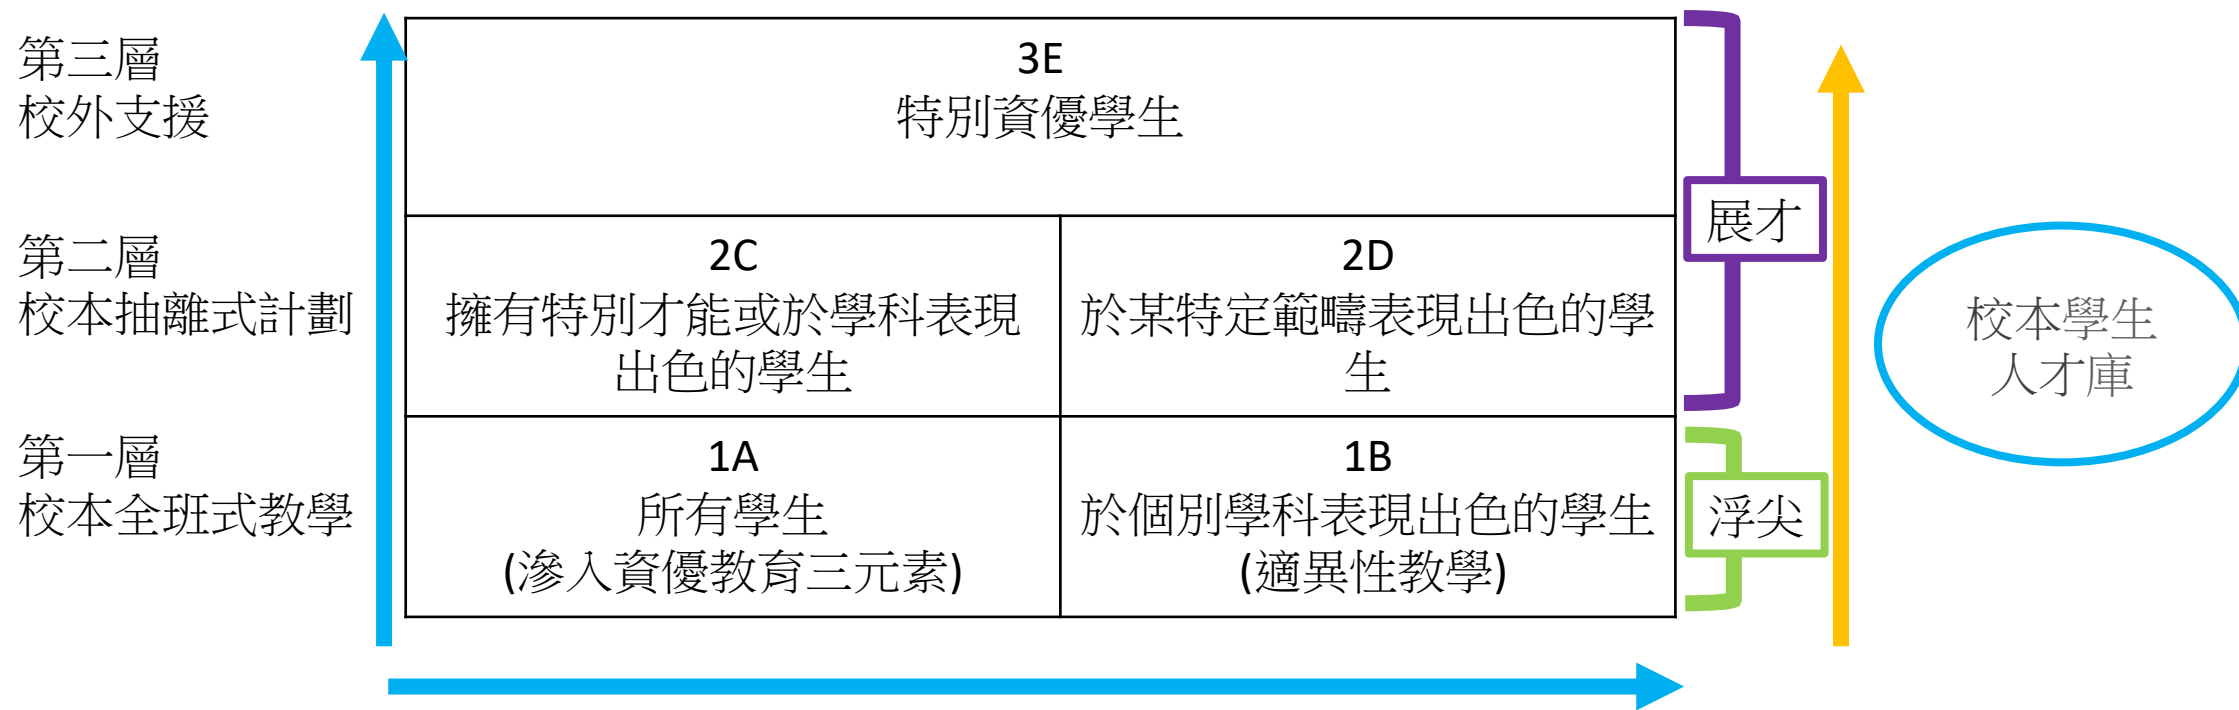 第三層
校外支援
3E
特別資優學生
展才
第二層
校本抽離式計劃
2C
擁有特別才能或於學科表現
出色的學生
2D
於某特定範疇表現出色的學
生
校本學生
人才庫
第一層
校本全班式教學
1A
所有學生
(滲入資優教育三元素)
1B
於個別學科表現出色的學生
(適異性教學)
浮尖